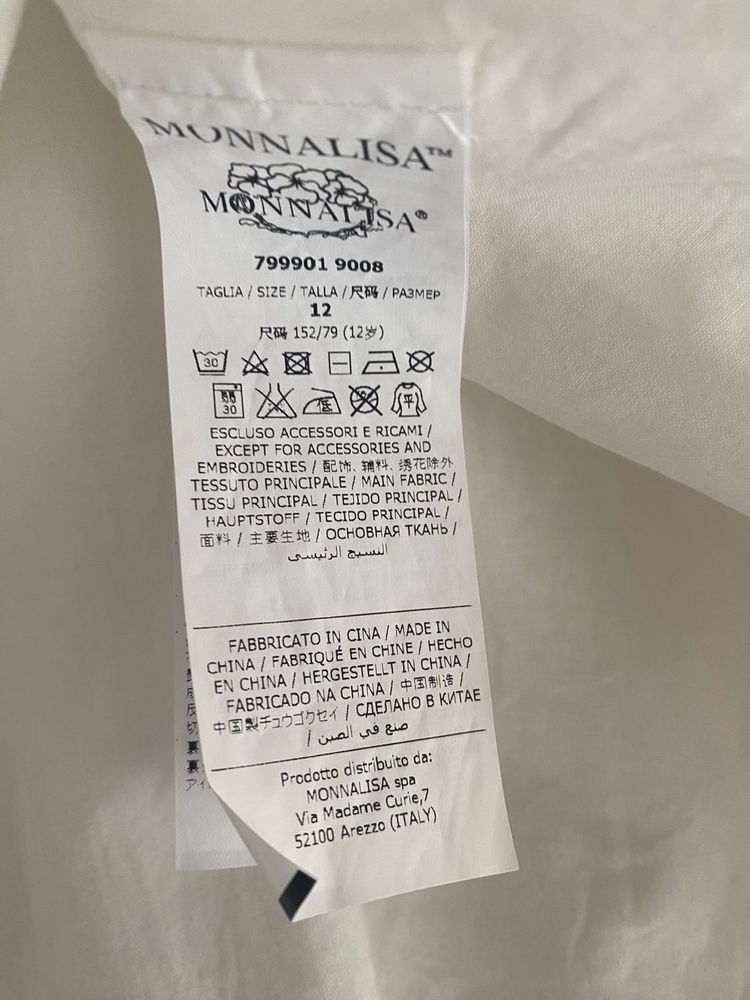 MONNALISA™
MONNALISA®
799901 9008
TAGLIA / SIZE / TALLA / 尺码 / РАЗМЕР
12
尺码 152/79 (12岁)
30
30 低 平
ESCLUSO ACCESSORI E RICAMI /
EXCEPT FOR ACCESSORIES AND
EMBROIDERIES / 配饰、辅料、绣花除外
TESSUTO PRINCIPALE / MAIN FABRIC /
TISSU PRINCIPAL / TEJIDO PRINCIPAL /
HAUPTSTOFF / TECIDO PRINCIPAL /
面料 / 主要生地 / ОСНОВНАЯ ТКАНЬ /
النسيج الرئيسى
FABBRICATO IN CINA / MADE IN
CHINA / FABRIQUÉ EN CHINE / HECHO
EN CHINA / HERGESTELLT IN CHINA /
FABRICADO NA CHINA / 中国制造 /
中国製チュウゴクセイ / СДЕЛАНО В КИТАЕ
/ صنع في الصين
Prodotto distribuito da:
MONNALISA spa
Via Madame Curie,7
52100 Arezzo (ITALY)